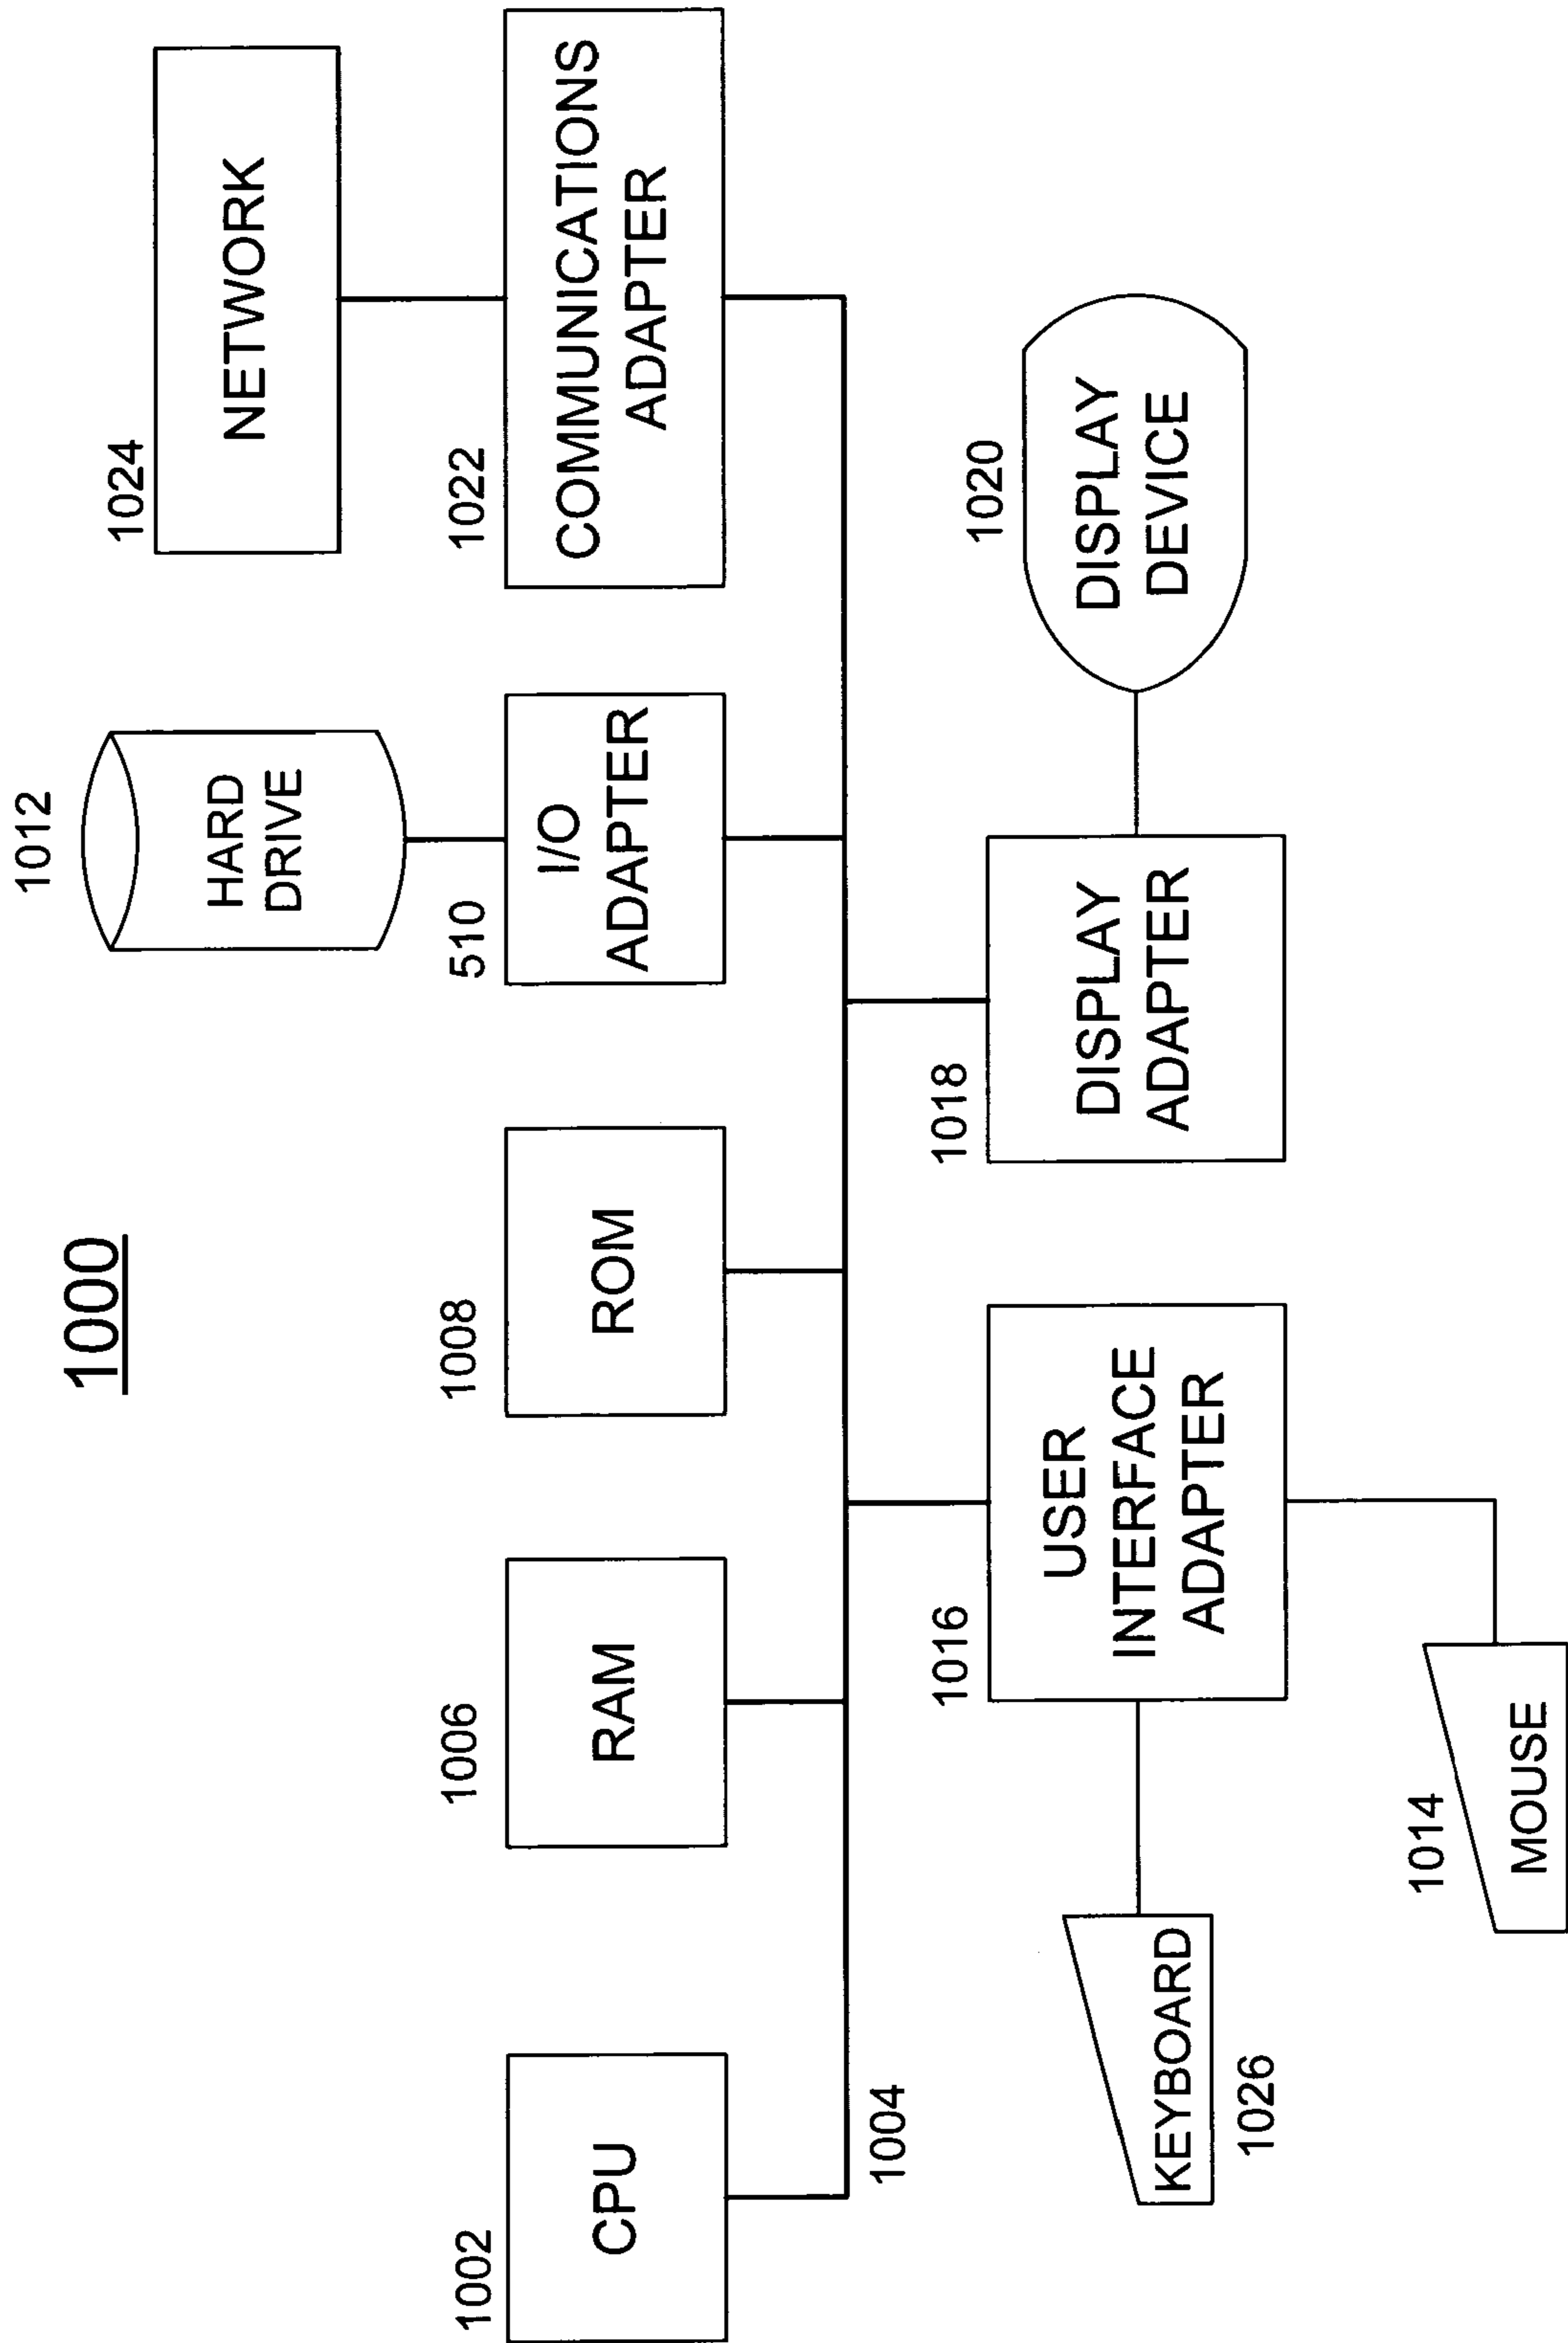 1000
1002
CPU
1006
RAM
1008
ROM
1012
HARD
DRIVE
510
I/O
ADAPTER
1024
NETWORK
1022
COMMUNICATIONS
ADAPTER
1004
1026
KEYBOARD
1014
MOUSE
1016
USER
INTERFACE
ADAPTER
1018
DISPLAY
ADAPTER
1020
DISPLAY
DEVICE